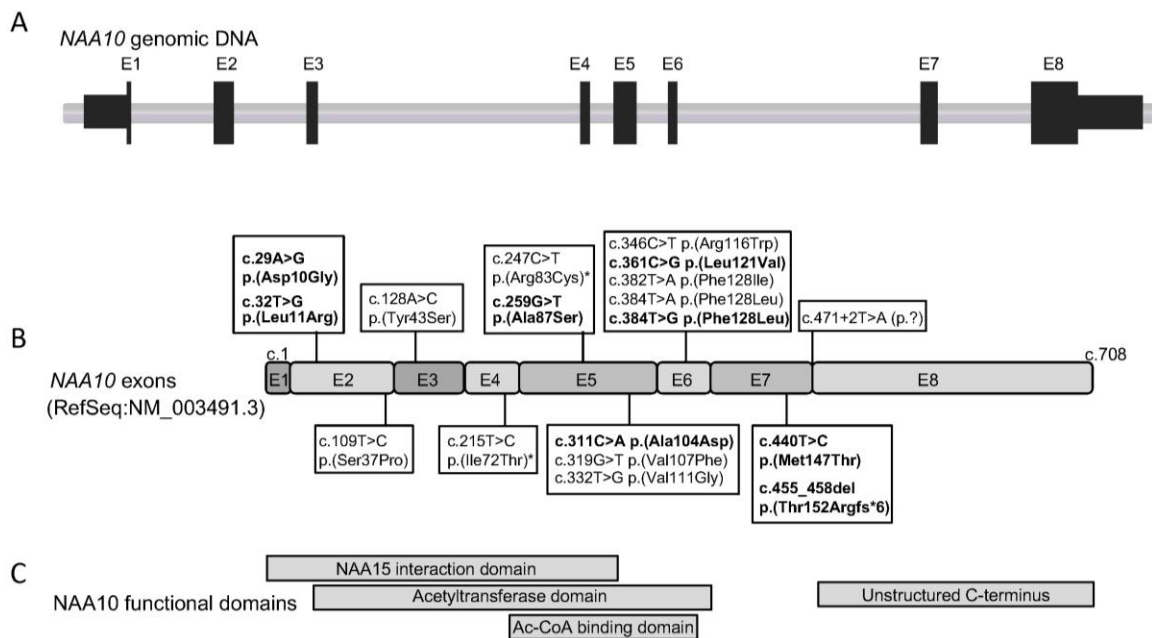 A
NAA10 genomic DNA
E1 E2 E3 E4 E5 E6 E7 E8
c.29A>G
p.(Asp10Gly)
c.32T>G
p.(Leu11Arg)
c.128A>C
p.(Tyr43Ser)
c.247C>T
p.(Arg83Cys)*
c.259G>T
p.(Ala87Ser)
c.346C>T p.(Arg116Trp)
c.361C>G p.(Leu121Val)
c.382T>A p.(Phe128Ile)
c.384T>A p.(Phe128Leu)
c.384T>G p.(Phe128Leu)
c.471+2T>A (p.?)
B
c.1
c.708
NAA10 exons
(RefSeq:NM_003491.3)
E1 E2 E3 E4 E5 E6 E7 E8
c.109T>C
p.(Ser37Pro)
c.215T>C
p.(Ile72Thr)*
c.311C>A p.(Ala104Asp)
c.319G>T p.(Val107Phe)
c.332T>G p.(Val111Gly)
c.440T>C
p.(Met147Thr)
c.455_458del
p.(Thr152Argfs*6)
C
NAA10 functional domains
NAA15 interaction domain
Acetyltransferase domain
Ac-CoA binding domain
Unstructured C-terminus